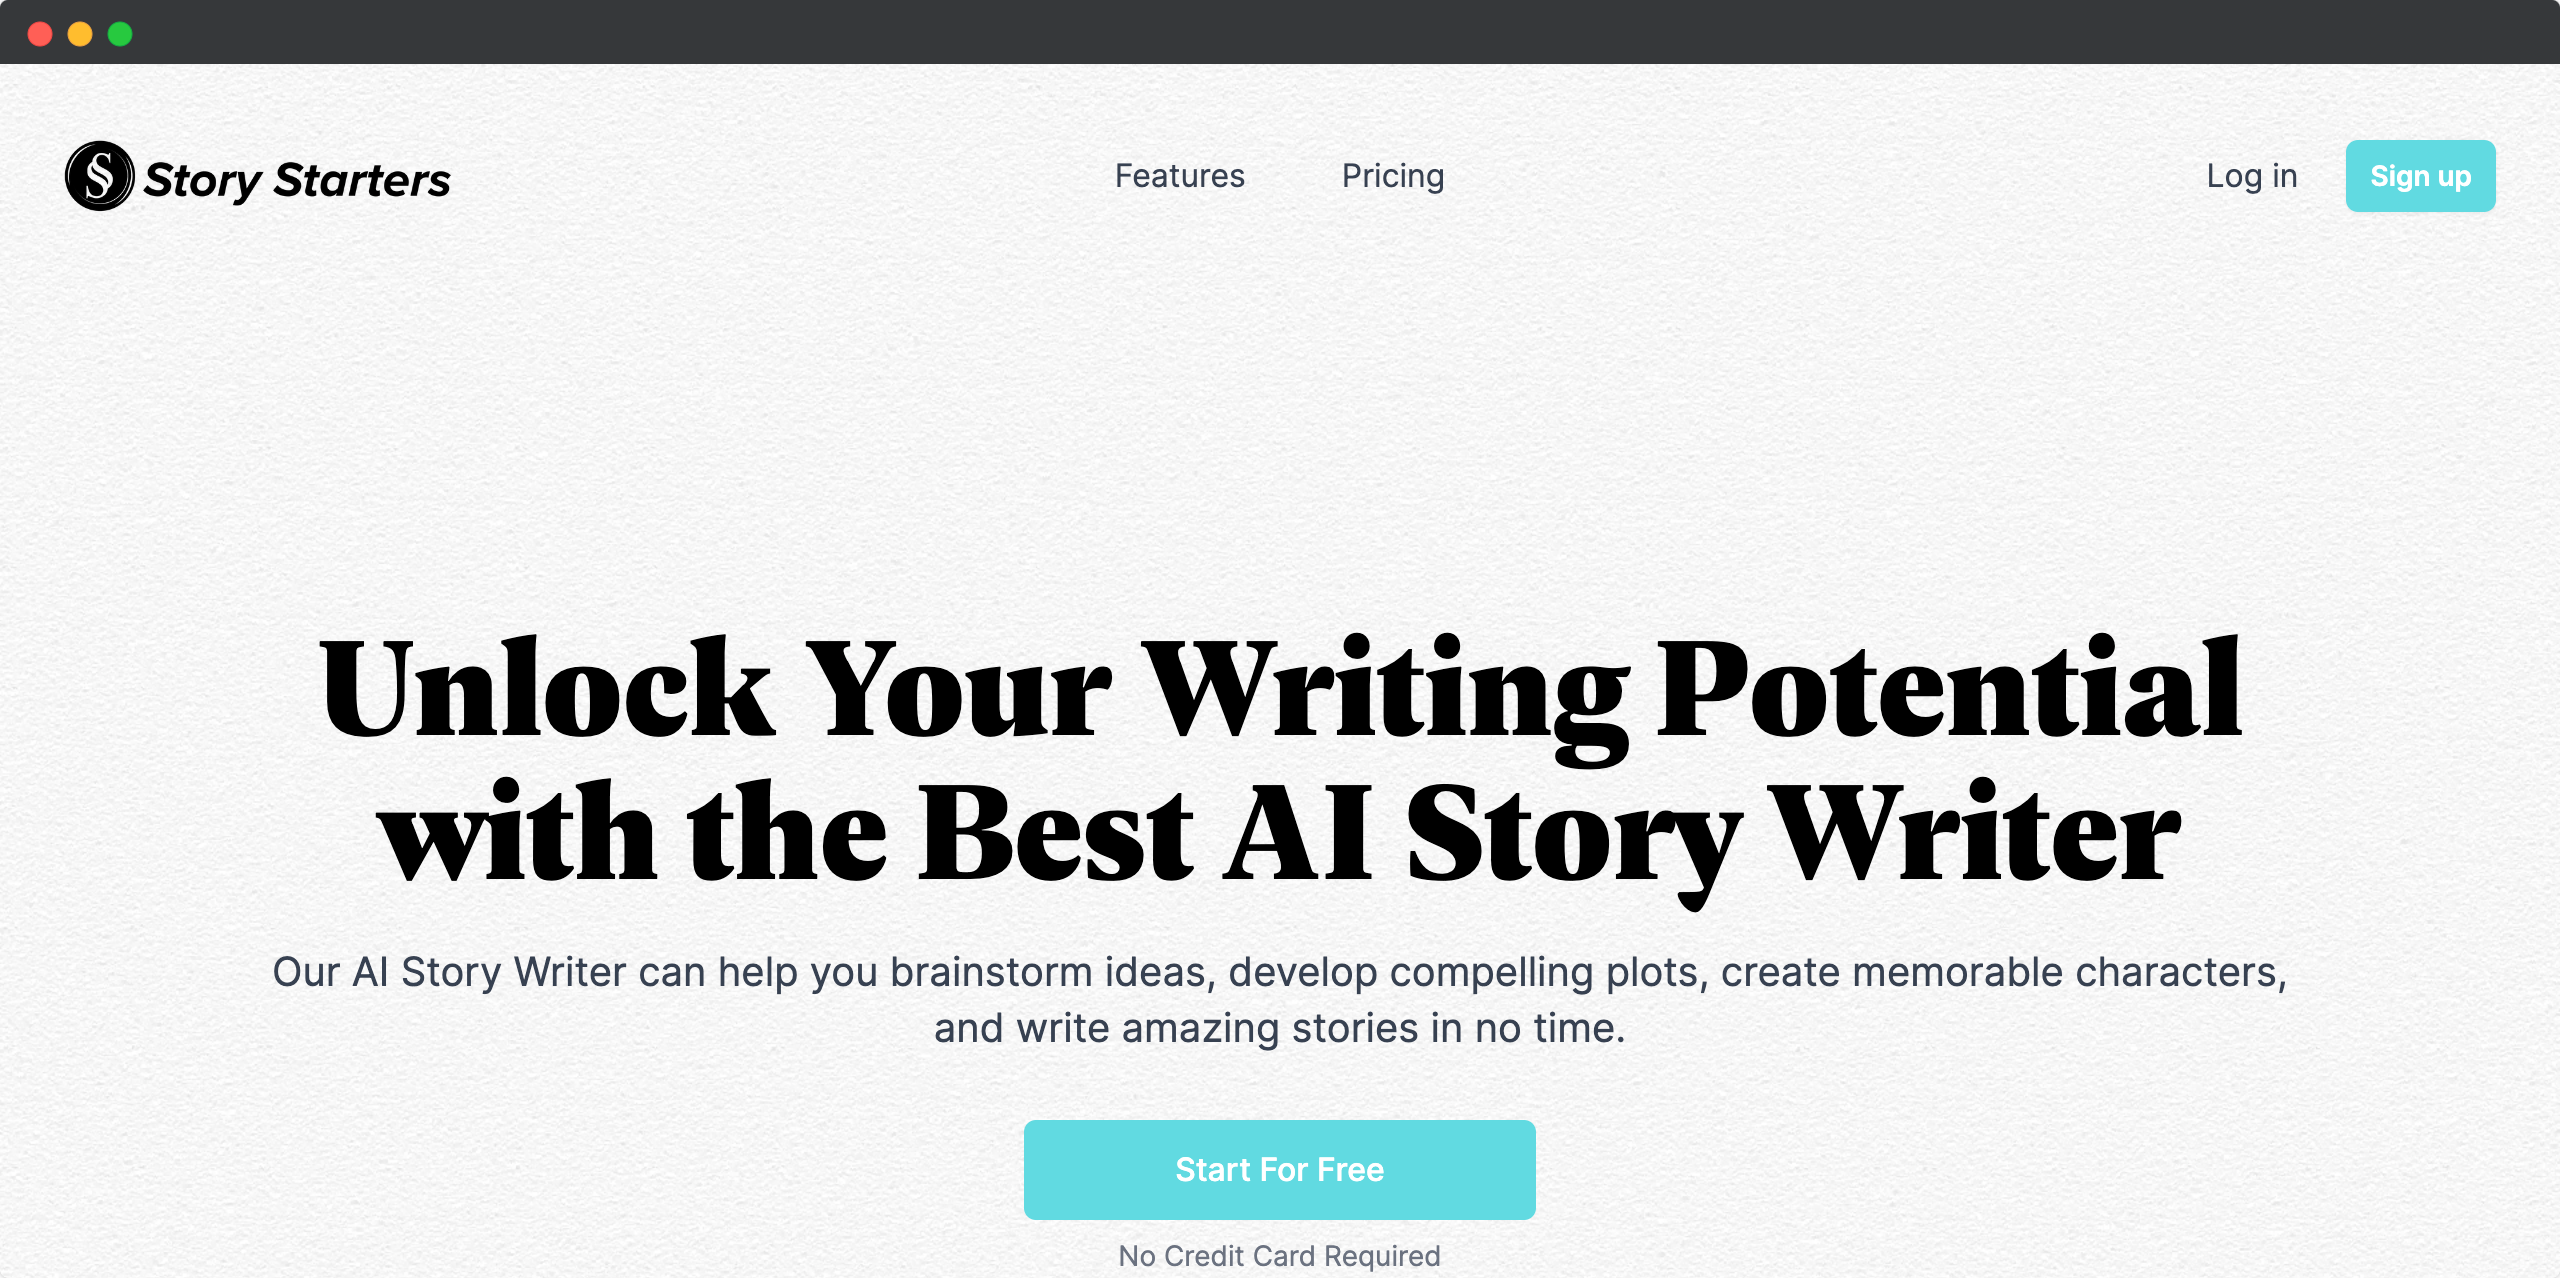 Story Starters
Features
Pricing
Log in
Sign up
Unlock Your Writing Potential
with the Best AI Story Writer
Our AI Story Writer can help you brainstorm ideas, develop compelling plots, create memorable characters,
and write amazing stories in no time.
Start For Free
No Credit Card Required